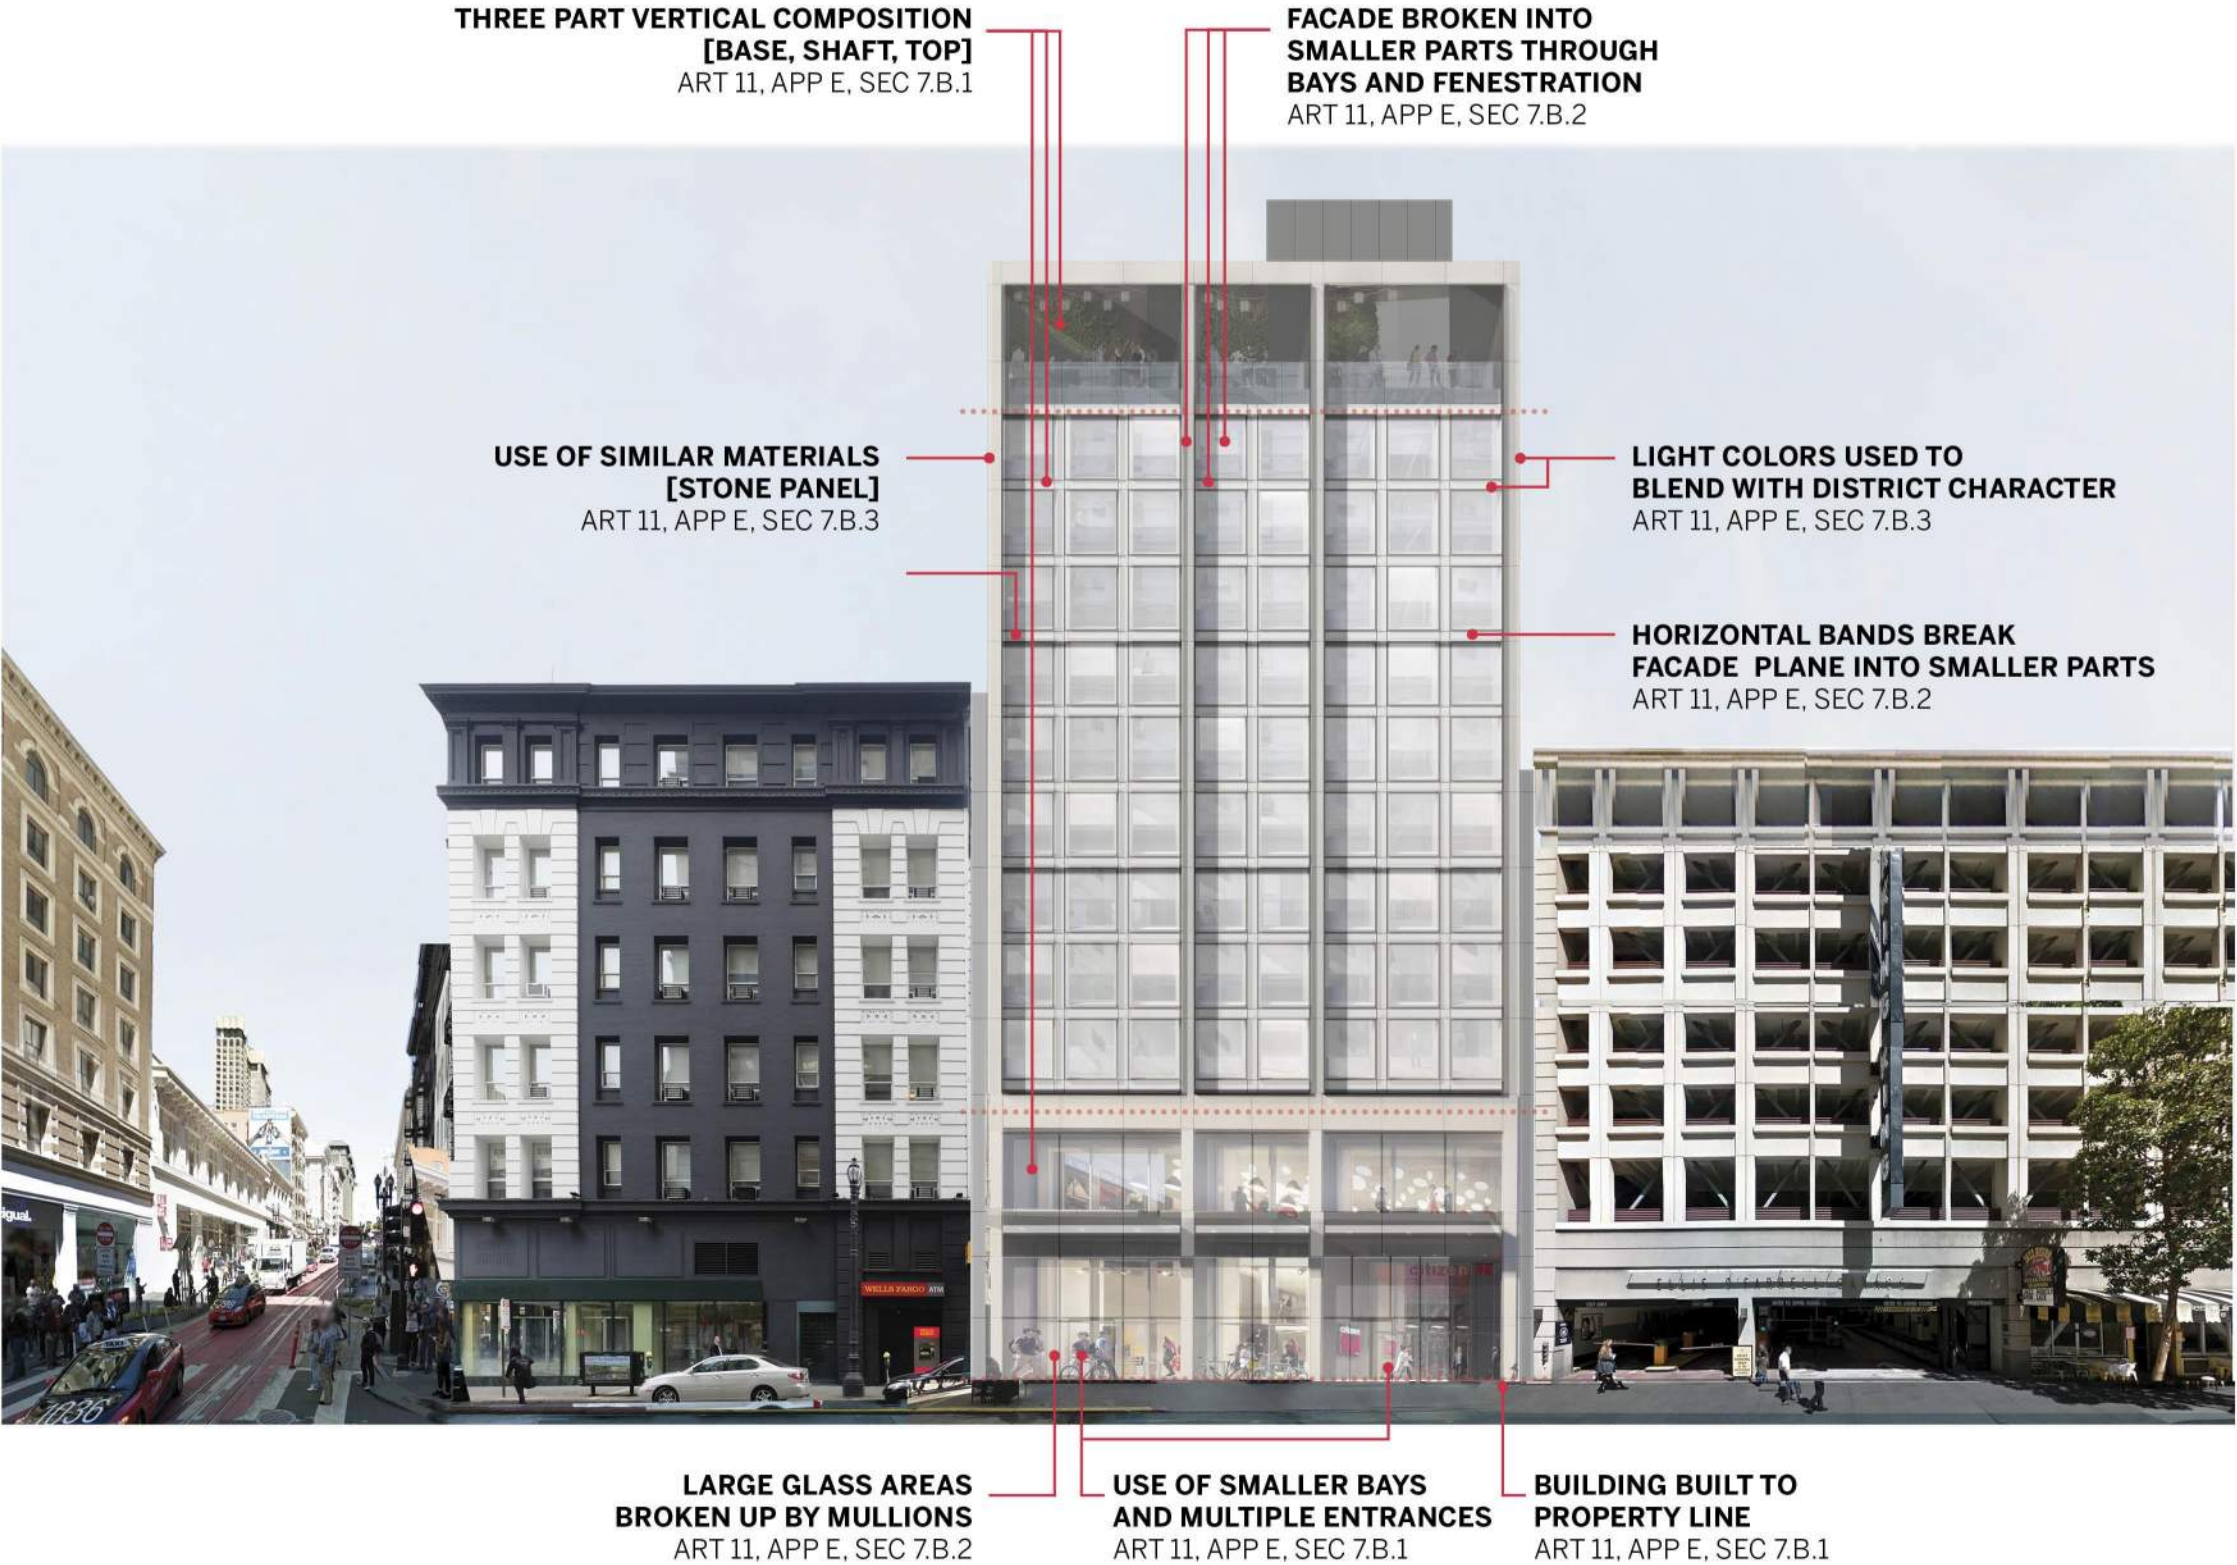 THREE PART VERTICAL COMPOSITION
[BASE, SHAFT, TOP]
ART 11, APP E, SEC 7.B.1
FACADE BROKEN INTO
SMALLER PARTS THROUGH
BAYS AND FENESTRATION
ART 11, APP E, SEC 7.B.2
USE OF SIMILAR MATERIALS
[STONE PANEL]
ART 11, APP E, SEC 7.B.3
LIGHT COLORS USED TO
BLEND WITH DISTRICT CHARACTER
ART 11, APP E, SEC 7.B.3
HORIZONTAL BANDS BREAK
FACADE PLANE INTO SMALLER PARTS
ART 11, APP E, SEC 7.B.2
igual.
WELLS FARGO ATM
TAXI
1036
LARGE GLASS AREAS
BROKEN UP BY MULLIONS
ART 11, APP E, SEC 7.B.2
USE OF SMALLER BAYS
AND MULTIPLE ENTRANCES
ART 11, APP E, SEC 7.B.1
BUILDING BUILT TO
PROPERTY LINE
ART 11, APP E, SEC 7.B.1